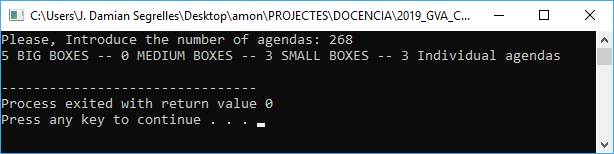 C:\Users\J. Damian Segrelles\Desktop\amon\PROJECTES\DOCENCIA\2019_GVA_C...
Please, Introduce the number of agendas: 268
5 BIG BOXES -- 0 MEDIUM BOXES -- 3 SMALL BOXES -- 3 Individual agendas
--------------------------------
Process exited with return value 0
Press any key to continue . . .